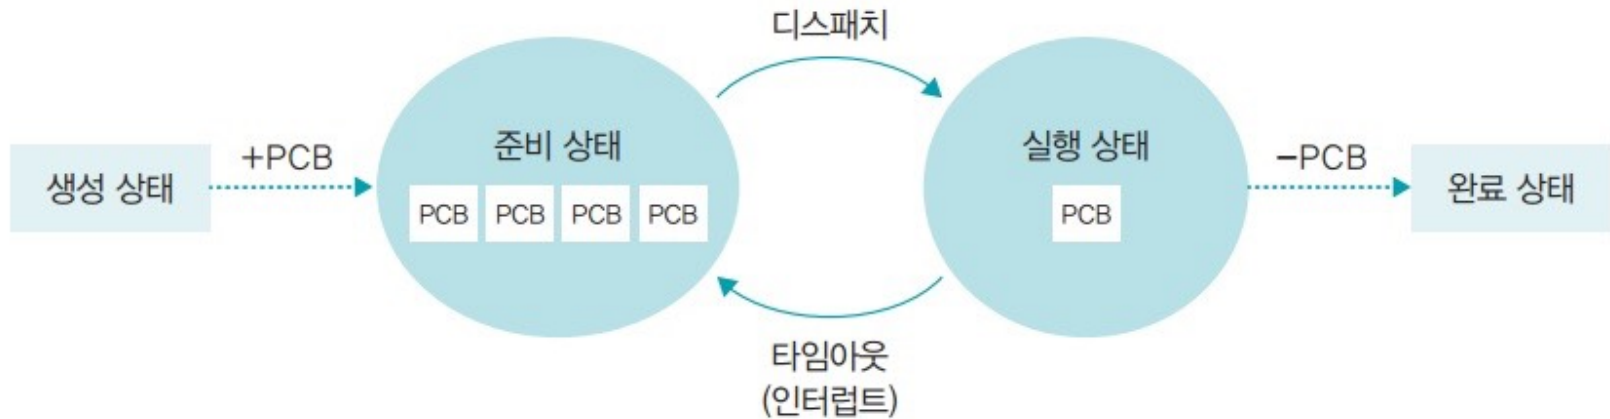 디스패치
생성 상태
+PCB
준비 상태
PCB PCB PCB PCB
실행 상태
PCB
−PCB
완료 상태
타임아웃
(인터럽트)